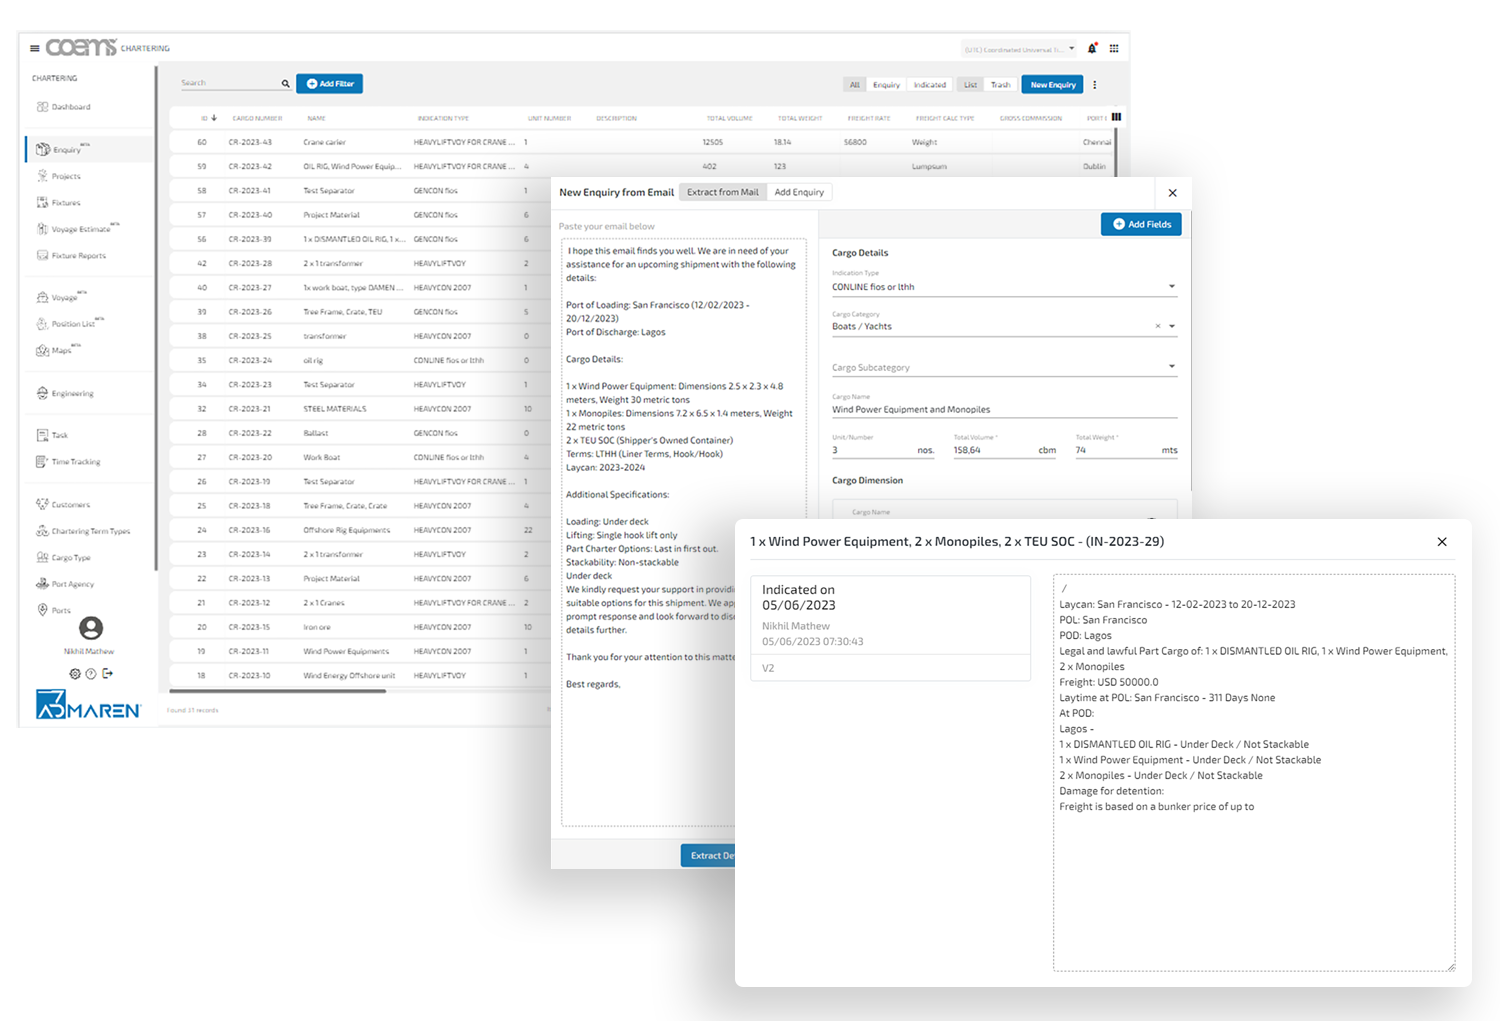 COEMS CHARTERING
(UTC) Coordinated Universal Ti...
CHARTERING
Dashboard
Enquiry BETA
Projects
Fixtures
Voyage Estimate BETA
Fixture Reports
Voyage BETA
Position List BETA
Maps BETA
Engineering
Task
Time Tracking
Customers
Chartering Term Types
Cargo Type
Port Agency
Ports
Nikhil Mathew
A3MAREN
Search
Add Filter
All Enquiry Indicated List Trash New Enquiry
ID CARGO NUMBER NAME INDICATION TYPE UNIT NUMBER DESCRIPTION TOTAL VOLUME TOTAL WEIGHT FREIGHT RATE FREIGHT CALC TYPE GROSS COMMISSION PORT
60 CR-2023-43 Crane carier HEAVYLIFTVOY FOR CRANE ... 1 12505 18.14 56800 Weight Chennai
59 CR-2023-42 OIL RIG, Wind Power Equip... HEAVYLIFTVOY FOR CRANE ... 4 402 123 Lumpsum Dublin
58 CR-2023-41 Test Separator GENCON fios 1
57 CR-2023-40 Project Material GENCON fios 6
56 CR-2023-39 1 x DISMANTLED OIL RIG, 1 x... GENCON fios 6
42 CR-2023-28 2 x 1 transformer HEAVYLIFTVOY 2
40 CR-2023-27 1x work boat, type DAMEN ... HEAVYCON 2007 1
39 CR-2023-26 Tree Frame, Crate, TEU GENCON fios 5
38 CR-2023-25 transformer HEAVYCON 2007 0
35 CR-2023-24 oil rig CONLINE fios or lthh 0
34 CR-2023-23 Test Separator HEAVYLIFTVOY 1
32 CR-2023-21 STEEL MATERIALS HEAVYCON 2007 10
28 CR-2023-22 Ballast GENCON fios 0
27 CR-2023-20 Work Boat CONLINE fios or lthh 4
26 CR-2023-19 Test Separator HEAVYLIFTVOY FOR CRANE ... 1
25 CR-2023-18 Tree Frame, Crate, Crate HEAVYCON 2007 4
24 CR-2023-16 Offshore Rig Equipments HEAVYCON 2007 22
23 CR-2023-14 2 x 1 transformer HEAVYLIFTVOY 2
22 CR-2023-13 Project Material HEAVYCON 2007 6
21 CR-2023-12 2 x 1 Cranes HEAVYLIFTVOY FOR CRANE ... 2
20 CR-2023-15 Iron ore HEAVYCON 2007 10
19 CR-2023-11 Wind Power Equipments HEAVYCON 2007 1
18 CR-2023-10 Wind Energy Offshore unit HEAVYLIFTVOY 1
Found 31 records
New Enquiry from Email Extract from Mail Add Enquiry
Paste your email below
I hope this email finds you well. We are in need of your
assistance for an upcoming shipment with the following
details:
Port of Loading: San Francisco (12/02/2023 -
20/12/2023)
Port of Discharge: Lagos
Cargo Details:
1 x Wind Power Equipment: Dimensions 2.5 x 2.3 x 4.8
meters, Weight 30 metric tons
1 x Monopiles: Dimensions 7.2 x 6.5 x 1.4 meters, Weight
22 metric tons
2 x TEU SOC (Shipper's Owned Container)
Terms: LTHH (Liner Terms, Hook/Hook)
Laycan: 2023-2024
Additional Specifications:
Loading: Under deck
Lifting: Single hook lift only
Part Charter Options: Last in first out.
Stackability: Non-stackable
Under deck
We kindly request your support in providi
suitable options for this shipment. We ap
prompt response and look forward to dis
details further.
Thank you for your attention to this matte
Best regards,
Extract De
Add Fields
Cargo Details
Indication Type
CONLINE fios or lthh
Cargo Category
Boats / Yachts
Cargo Subcategory
Cargo Name
Wind Power Equipment and Monopiles
Unit/Number Total Volume * Total Weight *
3 nos. 158,64 cbm 74 mts
Cargo Dimension
Cargo Name
1 x Wind Power Equipment, 2 x Monopiles, 2 x TEU SOC - (IN-2023-29)
Indicated on
05/06/2023
Nikhil Mathew
05/06/2023 07:30:43
V2
/
Laycan: San Francisco - 12-02-2023 to 20-12-2023
POL: San Francisco
POD: Lagos
Legal and lawful Part Cargo of: 1 x DISMANTLED OIL RIG, 1 x Wind Power Equipment,
2 x Monopiles
Freight: USD 50000.0
Laytime at POL: San Francisco - 311 Days None
At POD:
Lagos -
1 x DISMANTLED OIL RIG - Under Deck / Not Stackable
1 x Wind Power Equipment - Under Deck / Not Stackable
2 x Monopiles - Under Deck / Not Stackable
Damage for detention:
Freight is based on a bunker price of up to